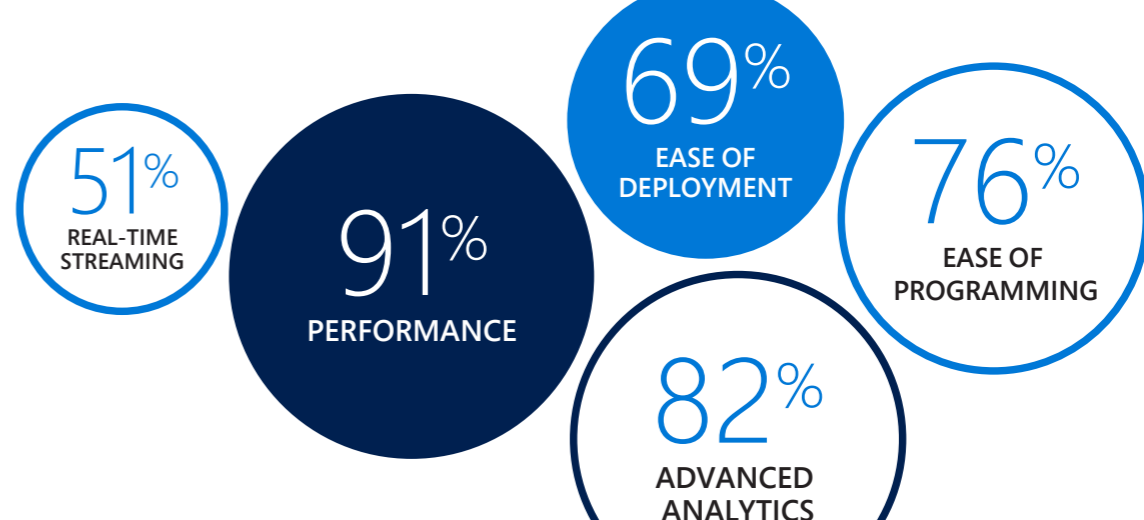 51%
REAL-TIME
STREAMING
91%
PERFORMANCE
69%
EASE OF
DEPLOYMENT
76%
EASE OF
PROGRAMMING
82%
ADVANCED
ANALYTICS